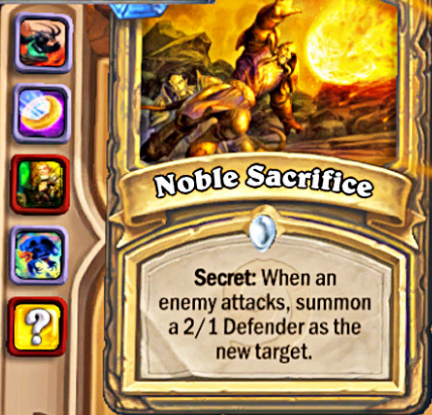 Noble Sacrifice
Secret: When an
enemy attacks, summon
a 2/1 Defender as the
new target.
?